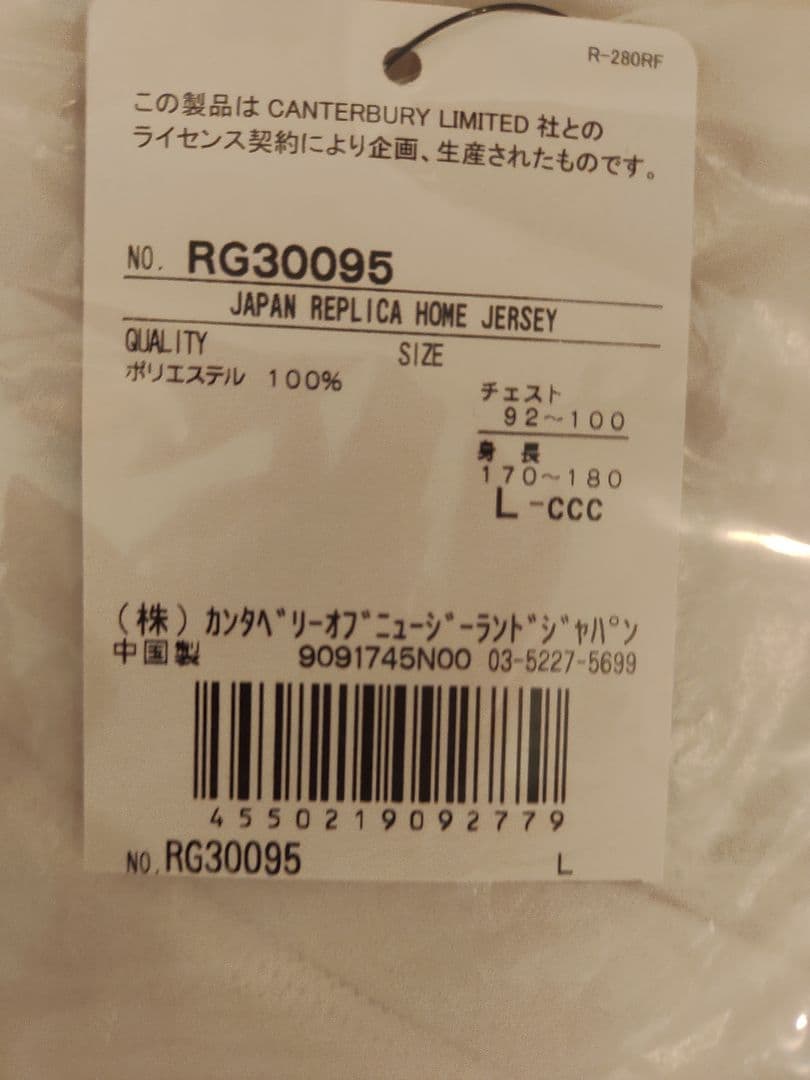 R-280RF
この製品は CANTERBURY LIMITED 社との
ライセンス契約により企画、生産されたものです。
NO. RG30095
JAPAN REPLICA HOME JERSEY
QUALITY SIZE
ポリエステル 100%
チェスト
92~100
身 長
170~180
L-CCC
(株) ｶﾝﾀﾍﾞﾘｰｵﾌﾞﾆｭｰｼﾞｰﾗﾝﾄﾞｼﾞｬﾊﾟﾝ
中国製 9091745N00 03-5227-5699
4550219092779
NO. RG30095 L